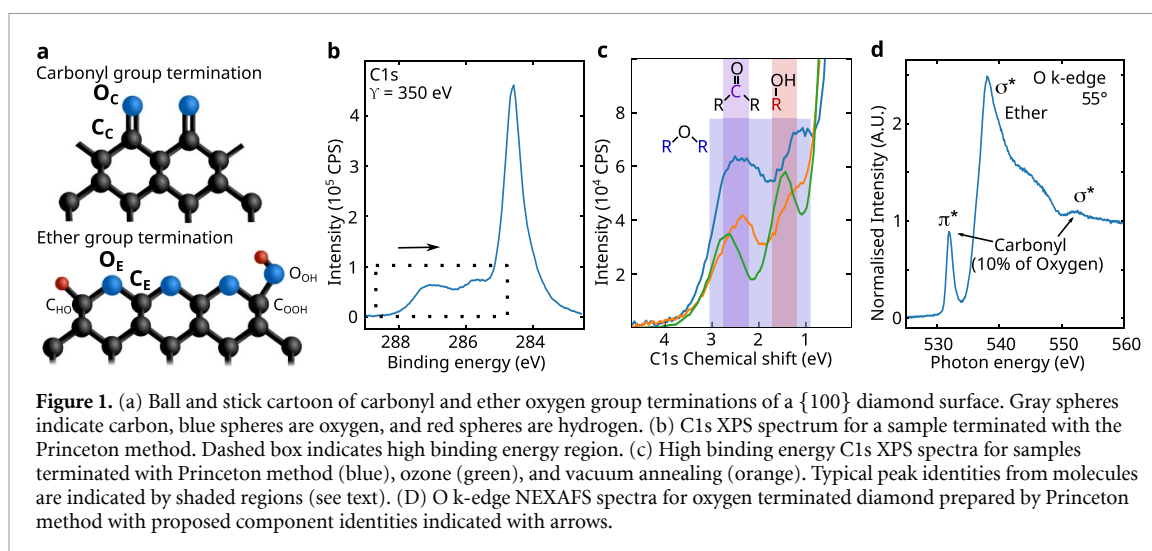 a
Carbonyl group termination
O_C
C_C
Ether group termination
O_E
C_E
O_OH
C_HO
C_OOH
b
C1s
ϒ = 350 eV
Intensity (10⁵ CPS)
4
3
2
1
0
288
286
284
Binding energy (eV)
c
O
C
R
R
OH
R
O
R
R
Intensity (10⁴ CPS)
8
6
4
2
4
3
2
1
C1s Chemical shift (eV)
d
O k-edge
55°
σ*
Ether
π*
σ*
Carbonyl
(10% of Oxygen)
Normalised Intensity (A.U.)
2
1
0
530
540
550
560
Photon energy (eV)
Figure 1. (a) Ball and stick cartoon of carbonyl and ether oxygen group terminations of a {100} diamond surface. Gray spheres
indicate carbon, blue spheres are oxygen, and red spheres are hydrogen. (b) C1s XPS spectrum for a sample terminated with the
Princeton method. Dashed box indicates high binding energy region. (c) High binding energy C1s XPS spectra for samples
terminated with Princeton method (blue), ozone (green), and vacuum annealing (orange). Typical peak identities from molecules
are indicated by shaded regions (see text). (D) O k-edge NEXAFS spectra for oxygen terminated diamond prepared by Princeton
method with proposed component identities indicated with arrows.